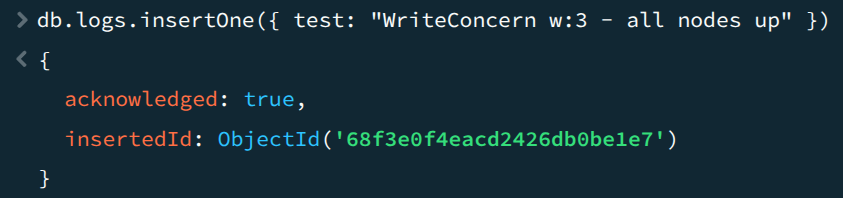 > db.logs.insertOne({ test: "WriteConcern w:3 - all nodes up" })
< {
acknowledged: true,
insertedId: ObjectId('68f3e0f4eacd2426db0be1e7')
}